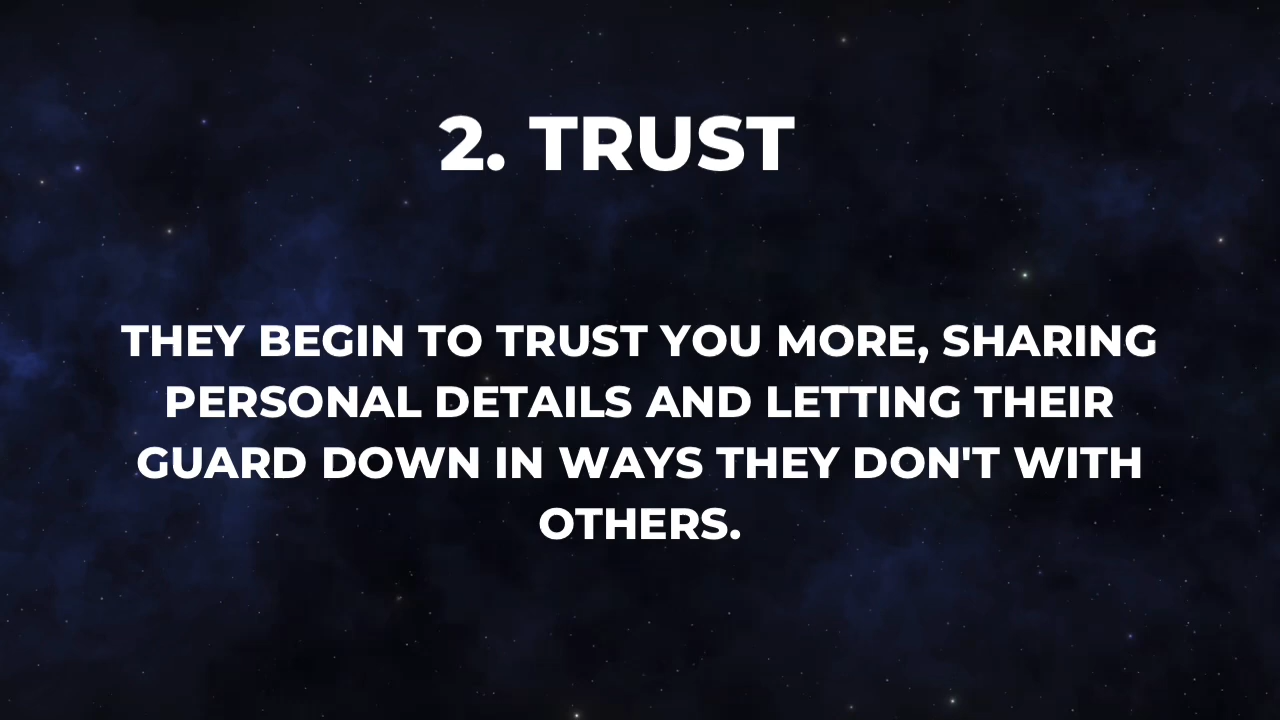 2. TRUST
THEY BEGIN TO TRUST YOU MORE, SHARING
PERSONAL DETAILS AND LETTING THEIR
GUARD DOWN IN WAYS THEY DON'T WITH
OTHERS.